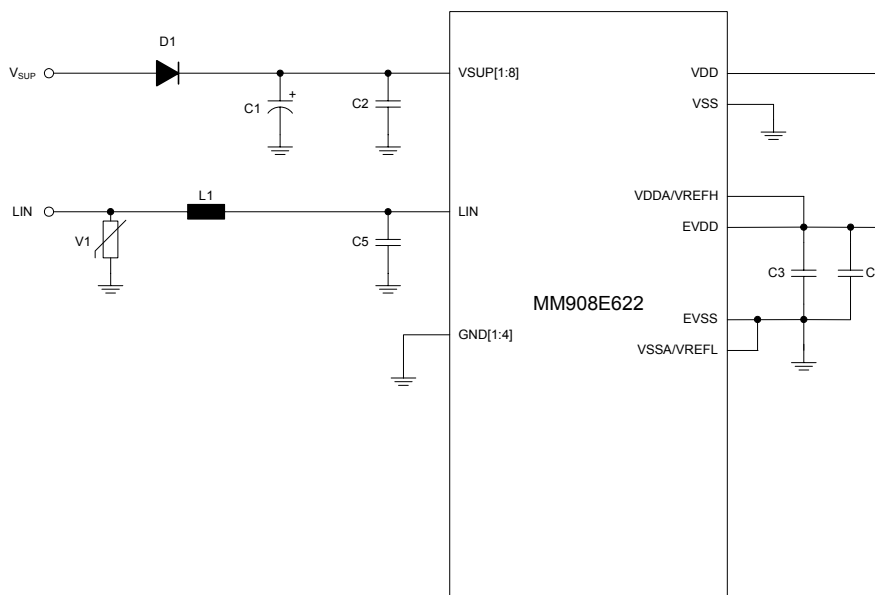 D1
VSUP
VSUP[1:8]
VDD
+
C1
C2
VSS
L1
VDDA/VREFH
LIN
LIN
EVDD
V1
C5
C3
C
MM908E622
EVSS
GND[1:4]
VSSA/VREFL